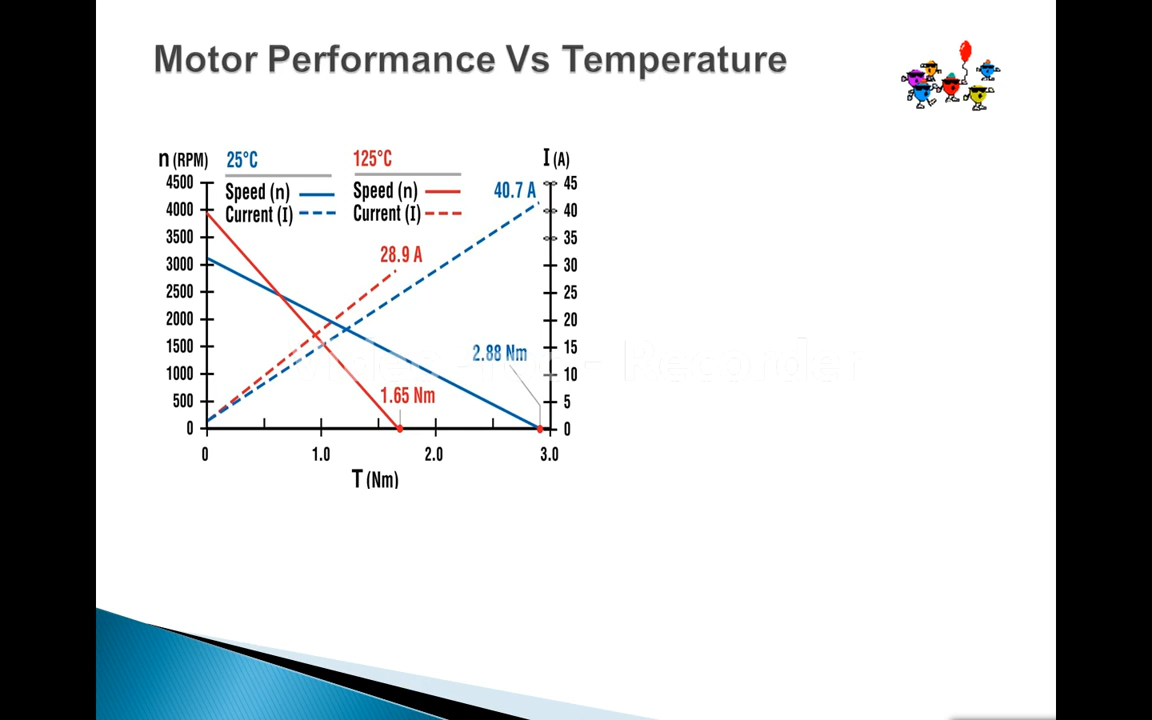 Motor Performance Vs Temperature
n (RPM) 25°C 125°C I (A)
Speed (n) Speed (n)
Current (I) Current (I)
4500
4000
3500
3000
2500
2000
1500
1000
500
0
40.7 A
28.9 A
2.88 Nm
1.65 Nm
45
40
35
30
25
20
15
10
5
0
0 1.0 2.0 3.0
T (Nm)
Recorder